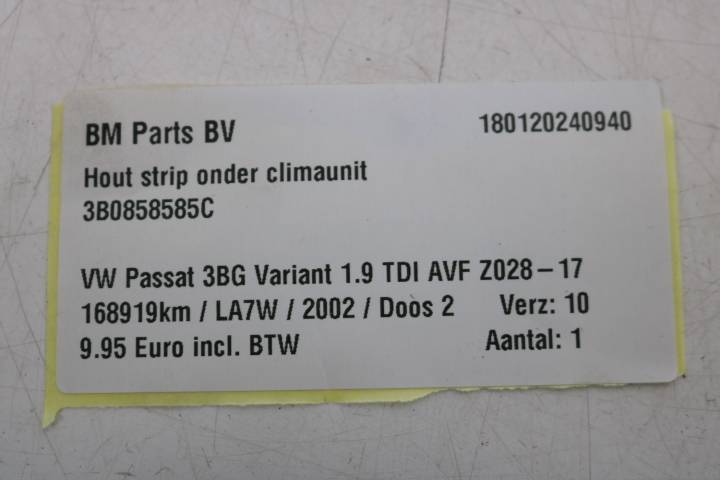 BM Parts BV 180120240940
Hout strip onder climaunit
3B0858585C
VW Passat 3BG Variant 1.9 TDI AVF Z028-17
168919km / LA7W / 2002 / Doos 2 Verz: 10
9.95 Euro incl. BTW Aantal: 1